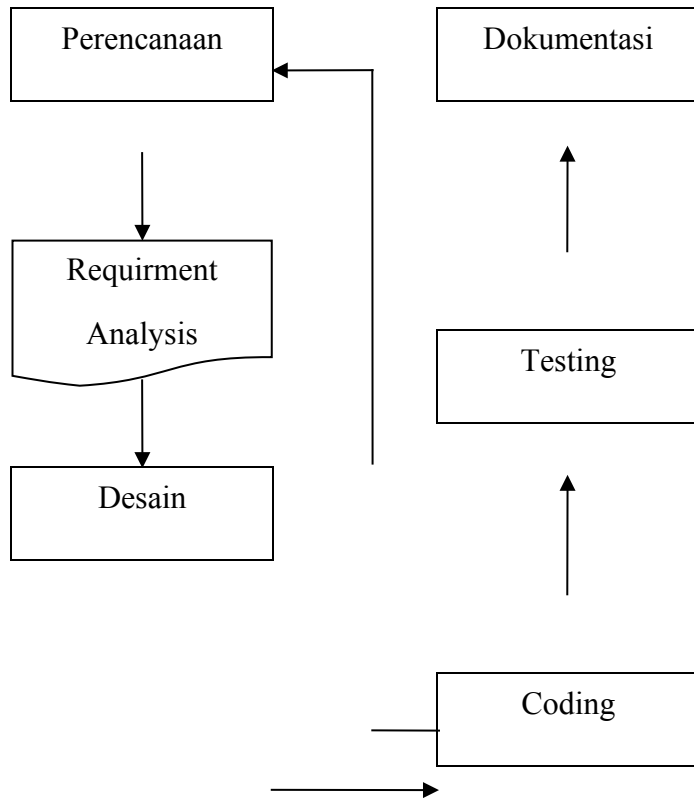 Perencanaan
Requirment
Analysis
Desain
Dokumentasi
Testing
Coding